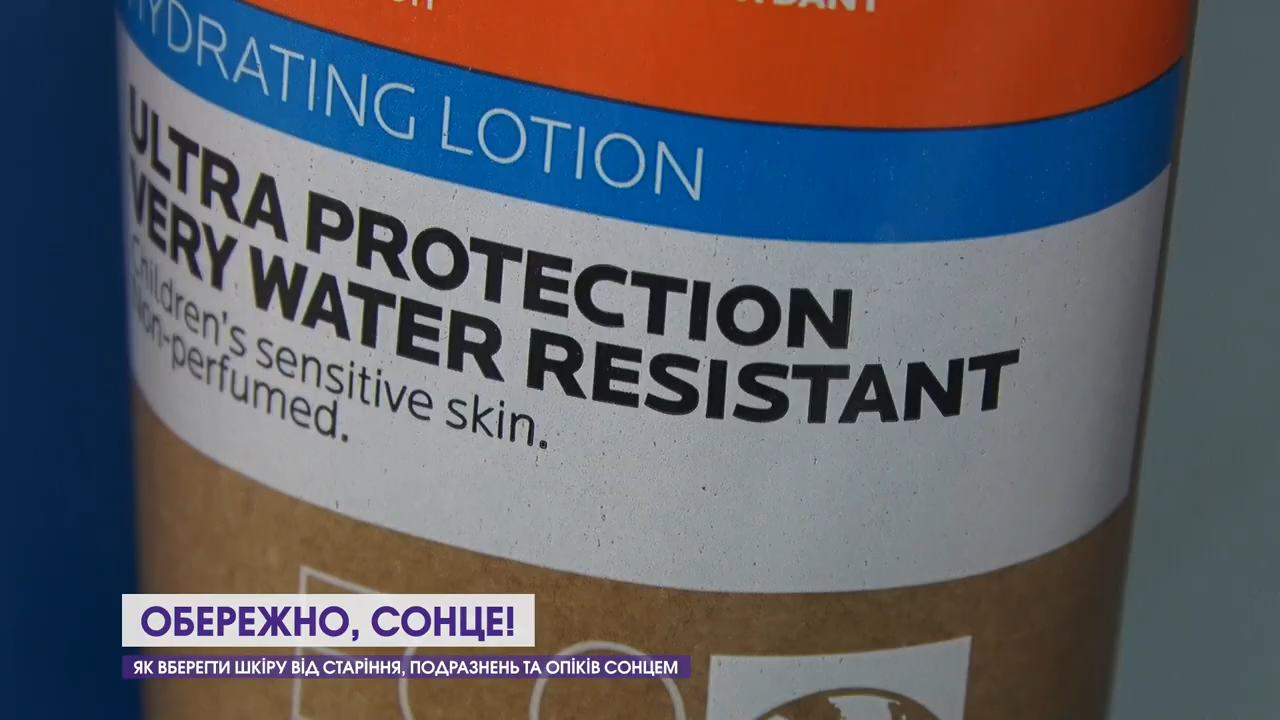 HYDRATING LOTION
ULTRA PROTECTION
VERY WATER RESISTANT
Children's sensitive skin.
Non-perfumed.
ОБЕРЕЖНО, СОНЦЕ!
ЯК ВБЕРЕГТИ ШКІРУ ВІД СТАРІННЯ, ПОДРАЗНЕНЬ ТА ОПІКІВ СОНЦЕМ